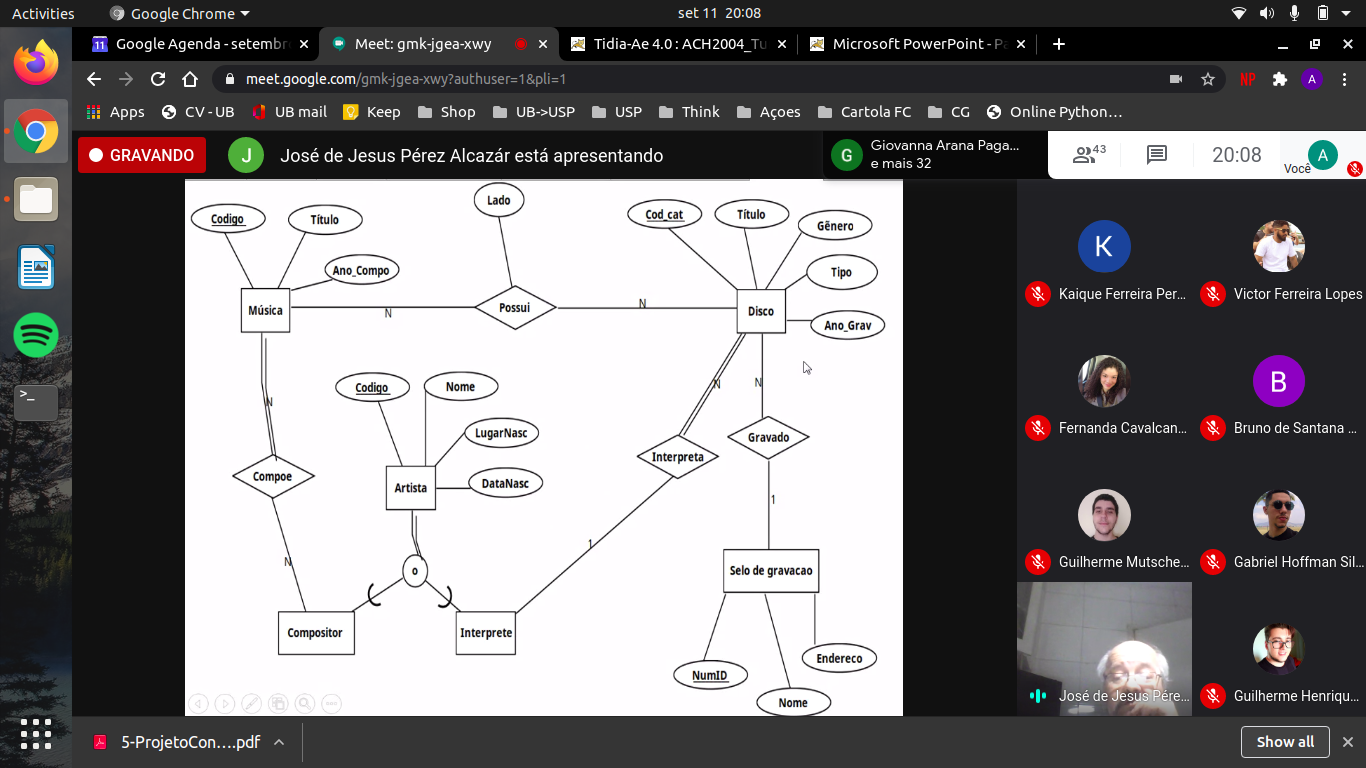 Activities
Google Chrome
set 11 20:08
Google Agenda - setembr
Meet: gmk-jgea-xwy
Tidia-Ae 4.0 : ACH2004_Tu
Microsoft PowerPoint - Pa
meet.google.com/gmk-jgea-xwy?authuser=1&pli=1
NP
A
Apps
CV - UB
UB mail
Keep
Shop
UB->USP
USP
Think
Açoes
Cartola FC
CG
Online Python…
GRAVANDO
J
José de Jesus Pérez Alcazár está apresentando
G
Giovanna Arana Paga...
e mais 32
43
20:08
Você
A
Lado
Codigo
Título
Cod_cat
Título
Gênero
Ano_Compo
Tipo
Música
N
Possui
N
Disco
Ano_Grav
Codigo
Nome
N
N
N
LugarNasc
Gravado
Interpreta
Compoe
Artista
DataNasc
1
1
N
o
Selo de gravacao
Compositor
Interprete
Endereco
NumID
Nome
K
Kaique Ferreira Per...
Victor Ferreira Lopes
Fernanda Cavalcan...
B
Bruno de Santana ...
Guilherme Mutsche...
Gabriel Hoffman Sil...
José de Jesus Pére...
Guilherme Henriqu...
>_
5-ProjetoCon….pdf
Show all